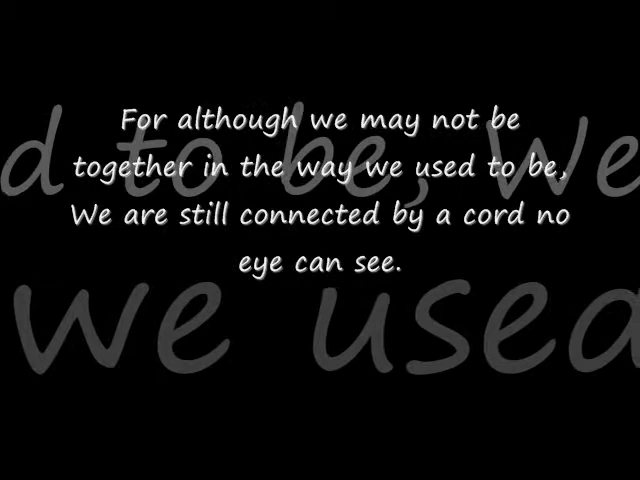 For although we may not be
together in the way we used to be,
We are still connected by a cord no
eye can see.
d to be, We
we used